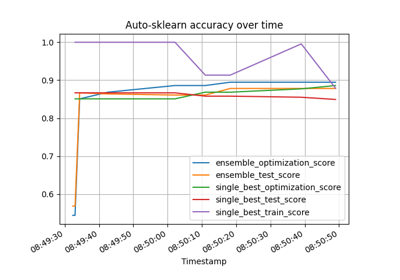 Auto-sklearn accuracy over time
1.0
0.9
0.8
0.7
0.6
ensemble_optimization_score
ensemble_test_score
single_best_optimization_score
single_best_test_score
single_best_train_score
08:49:30
08:49:40
08:49:50
08:50:00
08:50:10
08:50:20
08:50:30
08:50:40
08:50:50
Timestamp